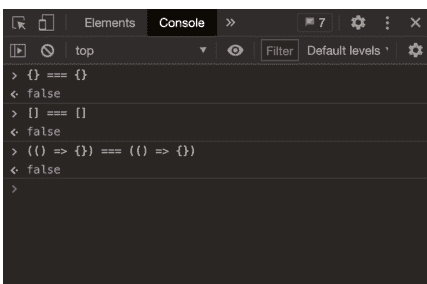 Elements Console » 7
top Filter Default levels
> {} === {}
false
> [] === []
false
> (() => {}) === (() => {})
false
>